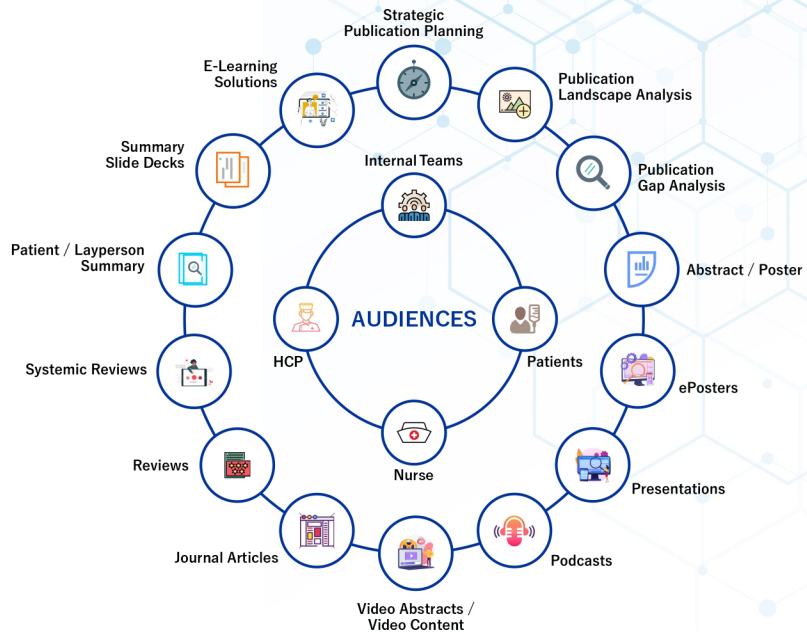 Strategic
Publication Planning
E-Learning
Solutions
Publication
Landscape Analysis
Summary
Slide Decks
Internal Teams
Publication
Gap Analysis
Patient / Layperson
Summary
Abstract / Poster
AUDIENCES
HCP
Patients
Systemic Reviews
ePosters
Nurse
Reviews
Presentations
Journal Articles
Podcasts
Video Abstracts /
Video Content